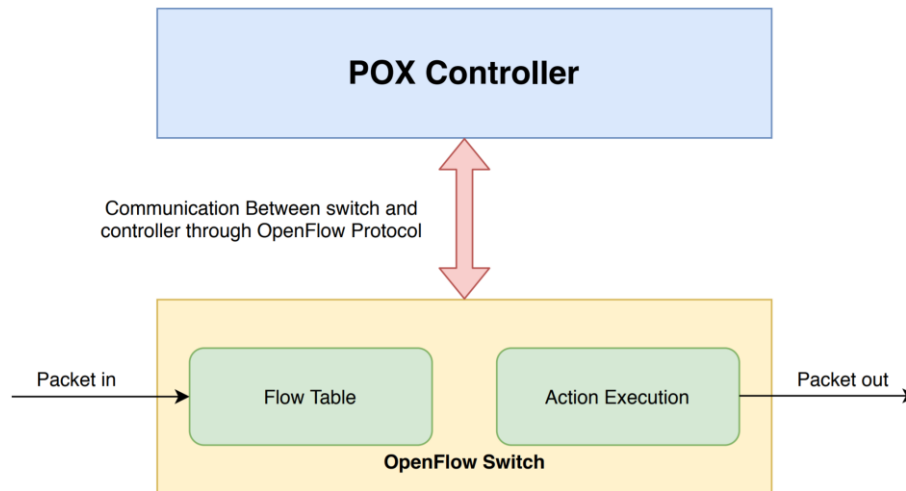 POX Controller
Communication Between switch and
controller through OpenFlow Protocol
Packet in
Flow Table
Action Execution
Packet out
OpenFlow Switch